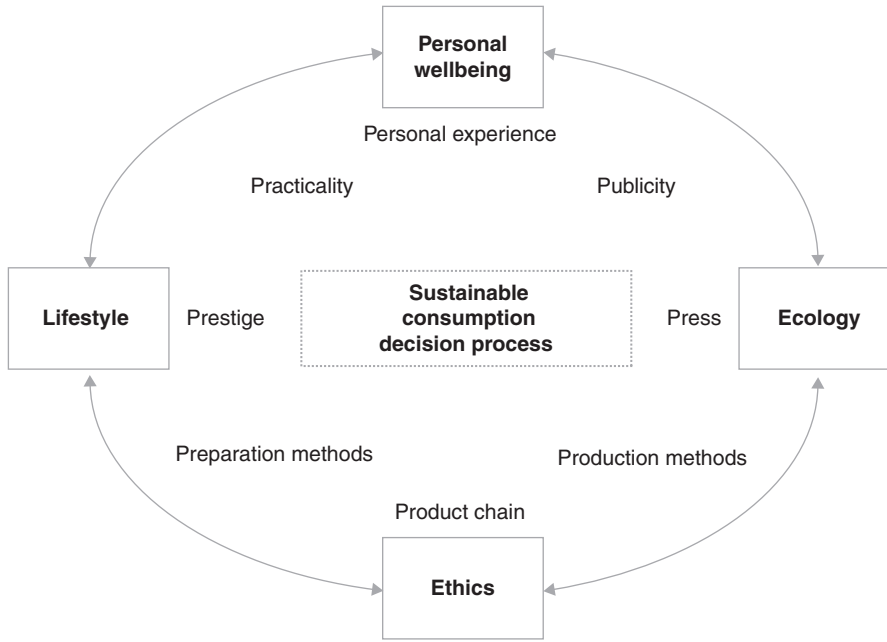 Personal
wellbeing
Personal experience
Practicality
Publicity
Lifestyle
Prestige
Sustainable
consumption
decision process
Press
Ecology
Preparation methods
Production methods
Product chain
Ethics